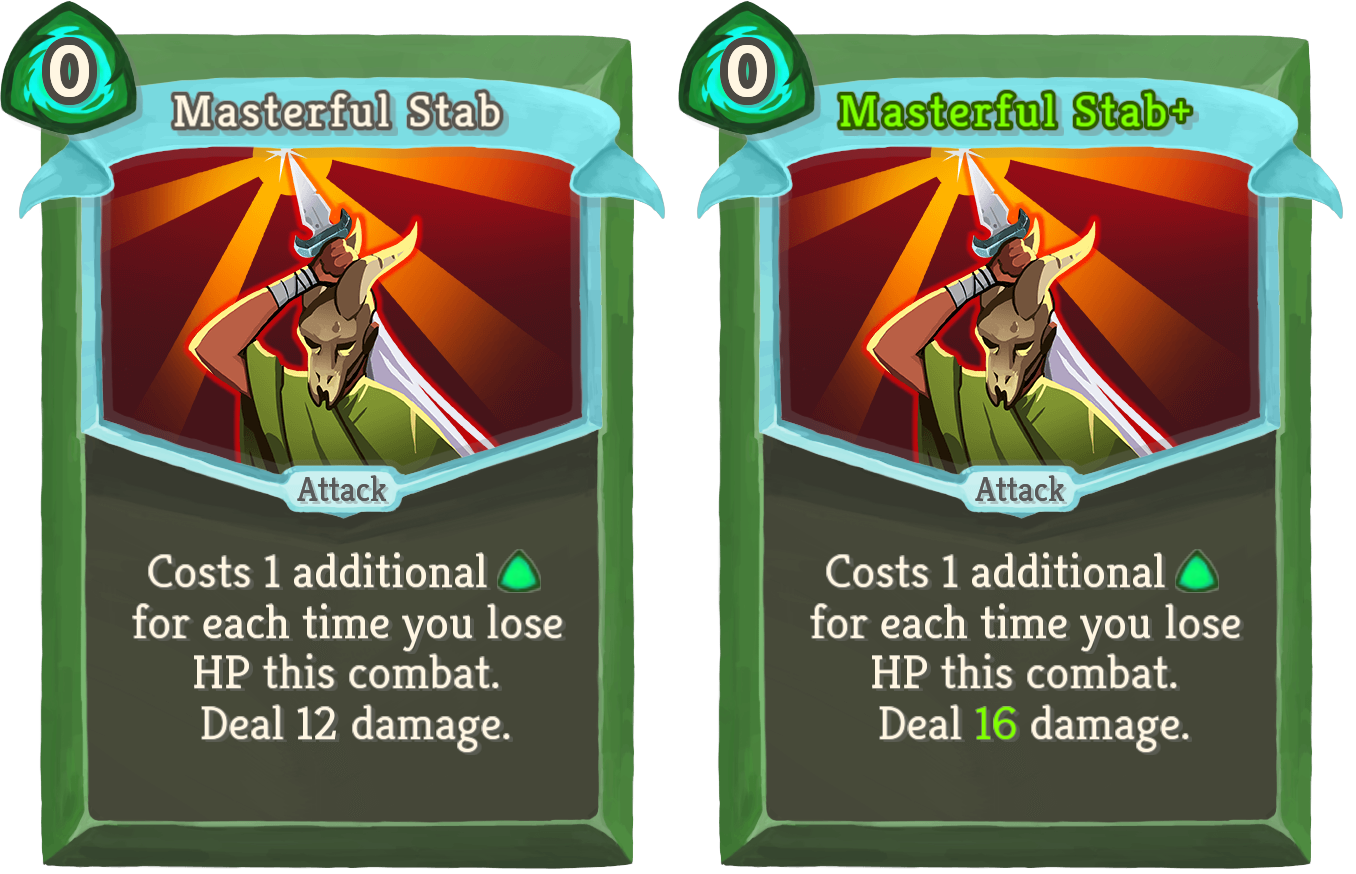 0
Masterful Stab
Attack
Costs 1 additional
for each time you lose
HP this combat.
Deal 12 damage.
0
Masterful Stab+
Attack
Costs 1 additional
for each time you lose
HP this combat.
Deal 16 damage.